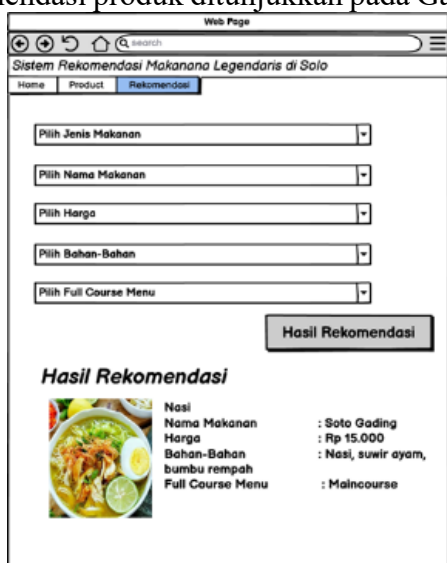 mendasi produk ditunjukkan pada Ga
Web Page
search
Sistem Rekomendasi Makanana Legendaris di Solo
Home Product Rekomendasi
Pilih Jenis Makanan
Pilih Nama Makanan
Pilih Harga
Pilih Bahan-Bahan
Pilih Full Course Menu
Hasil Rekomendasi
Hasil Rekomendasi
Nasi
Nama Makanan : Soto Gading
Harga : Rp 15.000
Bahan-Bahan : Nasi, suwir ayam,
bumbu rempah
Full Course Menu : Maincourse